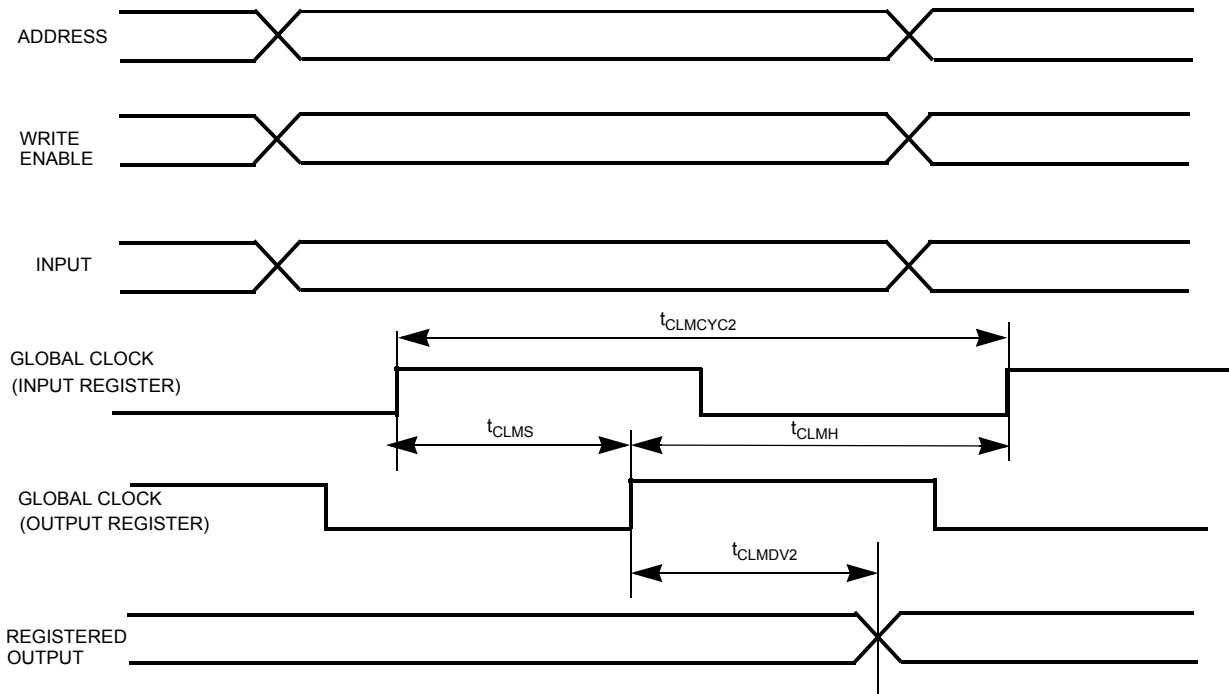 ADDRESS
WRITE
ENABLE
INPUT
tCLMCYC2
GLOBAL CLOCK
(INPUT REGISTER)
tCLMS
tCLMH
GLOBAL CLOCK
(OUTPUT REGISTER)
tCLMDV2
REGISTERED
OUTPUT